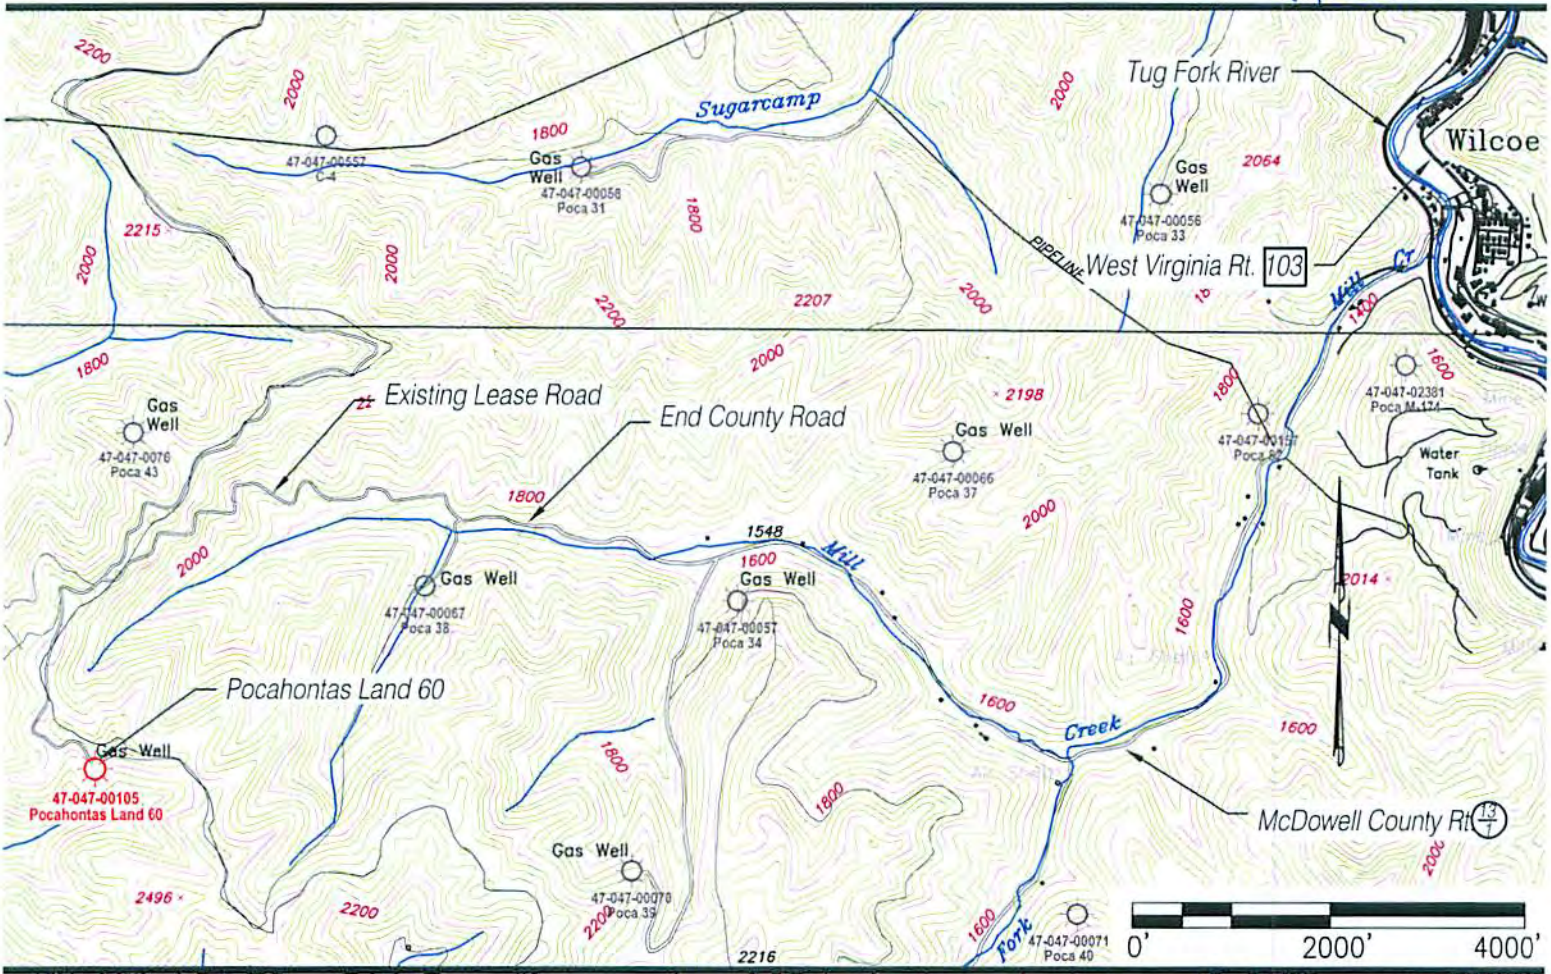 2200
2000
2000
Tug Fork River
Sugarcamp
1800
Wilcoe
47-047-00557
C-4
Gas
Well
47-047-00058
Poca 31
2064
Gas
Well
47-047-00056
Poca 33
1800
2215
2000
2000
PIPELINE
West Virginia Rt. 103
Mill Cr
1400
2200
2207
2000
1800
2000
1600
Existing Lease Road
2198
1800
47-047-02381
Poca M-174
Gas
Well
47-047-0076
Poca 43
End County Road
Gas Well
47-047-00066
Poca 37
47-047-00157
Poca 82
Water
Tank
1800
2000
1548
Mill
1600
2000
Gas Well
47-047-00067
Poca 38
Gas Well
47-047-00057
Poca 34
2014
1600
Pocahontas Land 60
1600
Creek
1600
Gas Well
47-047-00105
Pocahontas Land 60
1800
1800
McDowell County Rt. 13/1
2000
Gas Well
47-047-00070
Poca 39
2496
2200
2200
1600
Fork
47-047-00071
Poca 40
2216
0' 2000' 4000'